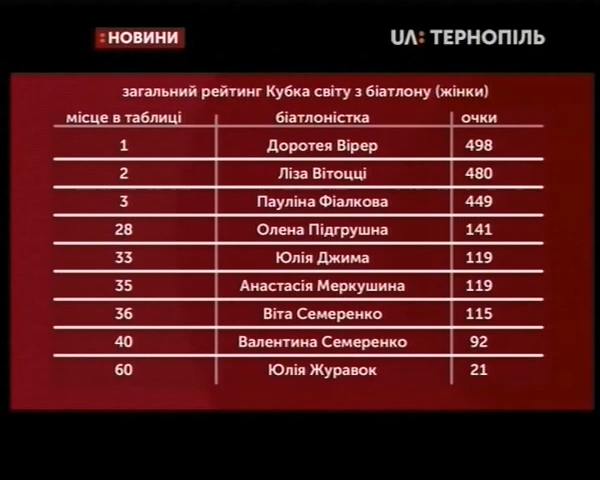 :НОВИНИ
UA: ТЕРНОПІЛЬ
загальний рейтинг Кубка світу з біатлону (жінки)
місце в таблиці біатлоністка очки
1 Доротея Вірер 498
2 Ліза Вітоцці 480
3 Пауліна Фіалкова 449
28 Олена Підгрушна 141
33 Юлія Джима 119
35 Анастасія Меркушина 119
36 Віта Семеренко 115
40 Валентина Семеренко 92
60 Юлія Журавок 21